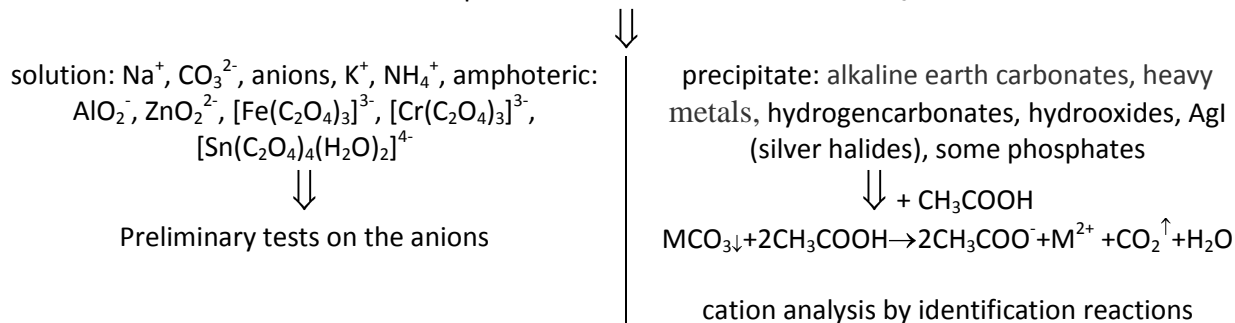 solution: Na⁺, CO₃²⁻, anions, K⁺, NH₄⁺, amphoteric:
AlO₂⁻, ZnO₂²⁻, [Fe(C₂O₄)₃]³⁻, [Cr(C₂O₄)₃]³⁻,
[Sn(C₂O₄)₄(H₂O)₂]⁴⁻
Preliminary tests on the anions
precipitate: alkaline earth carbonates, heavy
metals, hydrogencarbonates, hydrooxides, AgI
(silver halides), some phosphates
+ CH₃COOH
MCO₃↓+2CH₃COOH→2CH₃COO⁻+M²⁺ +CO₂↑+H₂O
cation analysis by identification reactions